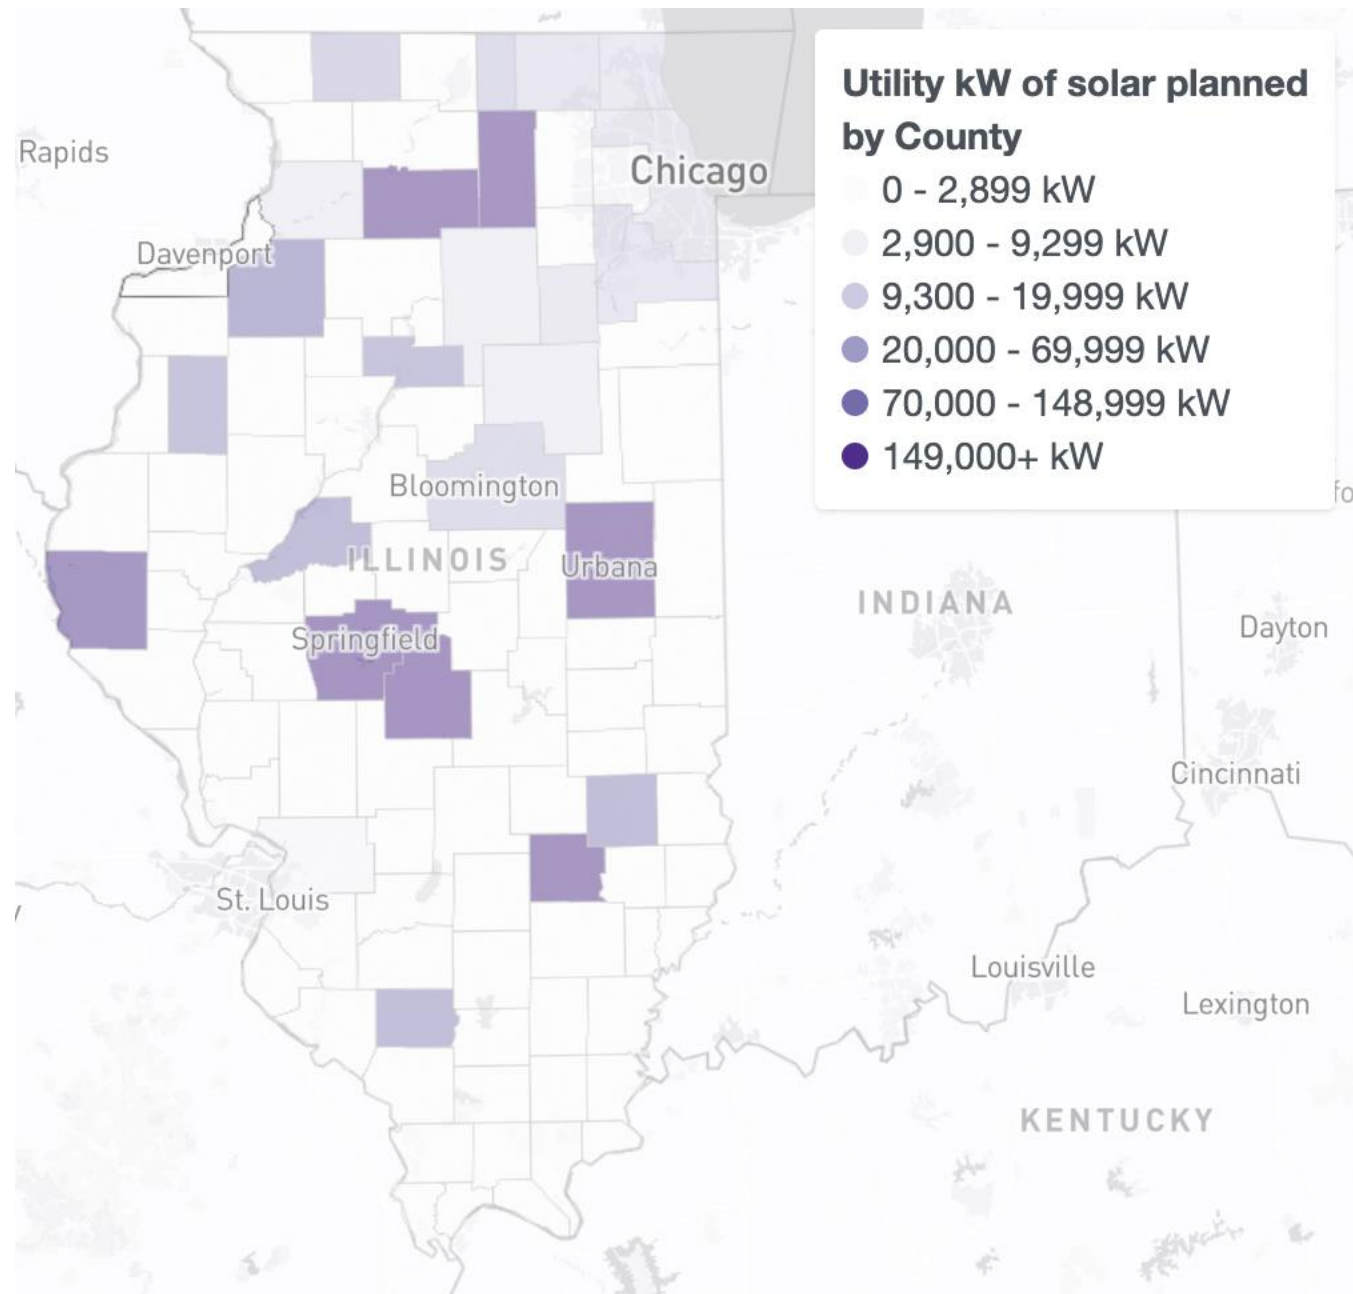 Utility kW of solar planned
by County
0 - 2,899 kW
2,900 - 9,299 kW
9,300 - 19,999 kW
20,000 - 69,999 kW
70,000 - 148,999 kW
149,000+ kW
Rapids
Chicago
Davenport
Bloomington
ILLINOIS
Urbana
INDIANA
Springfield
Dayton
Cincinnati
St. Louis
Louisville
Lexington
KENTUCKY